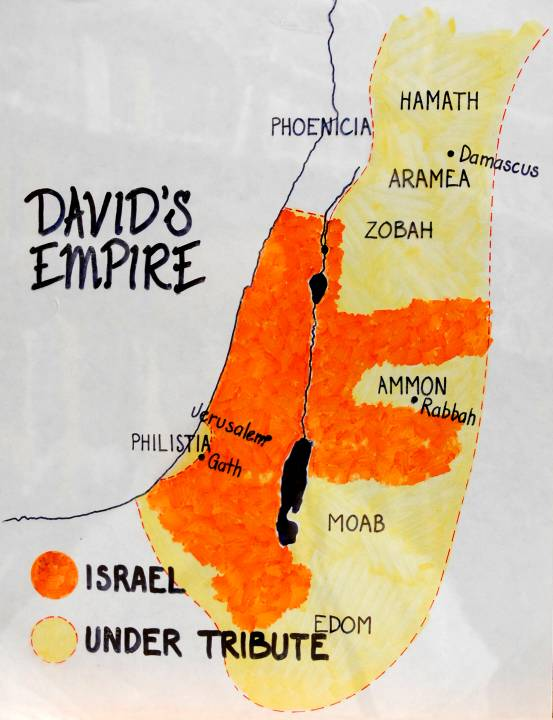 HAMATH
PHOENICIA
Damascus
ARAMEA
DAVID'S
EMPIRE
ZOBAH
AMMON
Rabbah
Jerusalem
PHILISTIA
Gath
MOAB
ISRAEL
EDOM
UNDER TRIBUTE